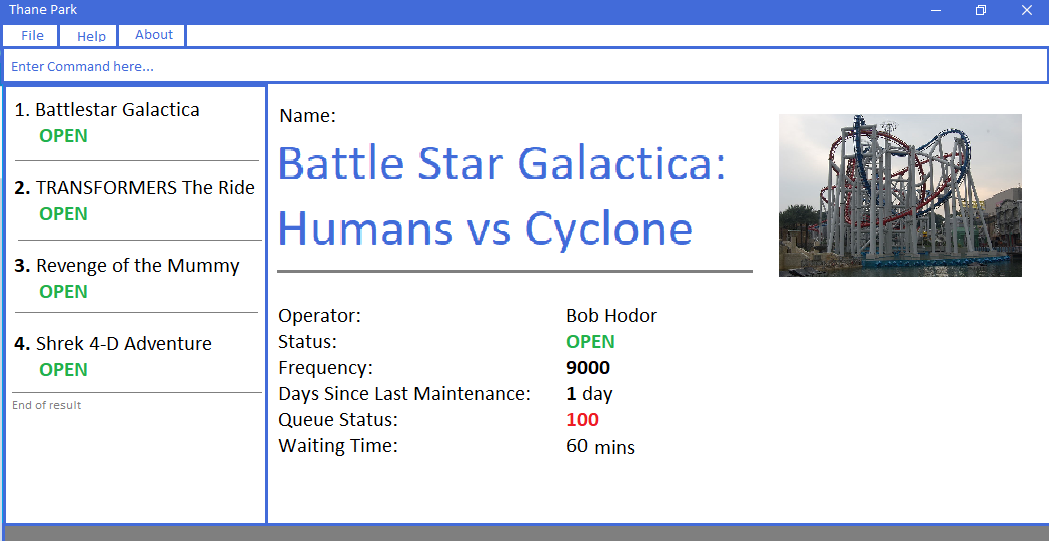 Thane Park
File Help About
Enter Command here...
1. Battlestar Galactica
OPEN
2. TRANSFORMERS The Ride
OPEN
3. Revenge of the Mummy
OPEN
4. Shrek 4-D Adventure
OPEN
End of result
Name:
Battle Star Galactica:
Humans vs Cyclone
Operator: Bob Hodor
Status: OPEN
Frequency: 9000
Days Since Last Maintenance: 1 day
Queue Status: 100
Waiting Time: 60 mins